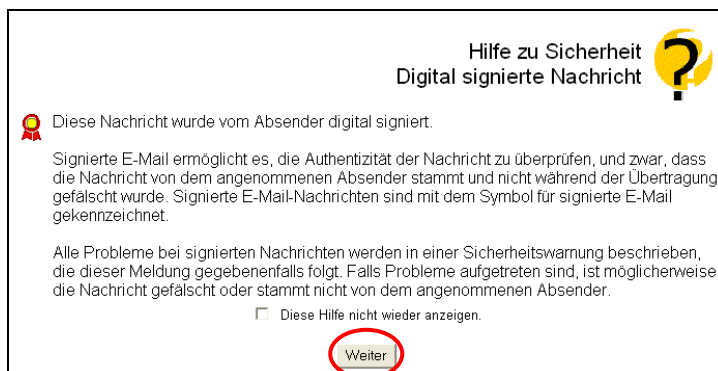 Hilfe zu Sicherheit
Digital signierte Nachricht
Diese Nachricht wurde vom Absender digital signiert.
Signierte E-Mail ermöglicht es, die Authentizität der Nachricht zu überprüfen, und zwar, dass
die Nachricht von dem angenommenen Absender stammt und nicht während der Übertragung
gefälscht wurde. Signierte E-Mail-Nachrichten sind mit dem Symbol für signierte E-Mail
gekennzeichnet.
Alle Probleme bei signierten Nachrichten werden in einer Sicherheitswarnung beschrieben,
die dieser Meldung gegebenenfalls folgt. Falls Probleme aufgetreten sind, ist möglicherweise
die Nachricht gefälscht oder stammt nicht von dem angenommenen Absender.
Diese Hilfe nicht wieder anzeigen.
Weiter